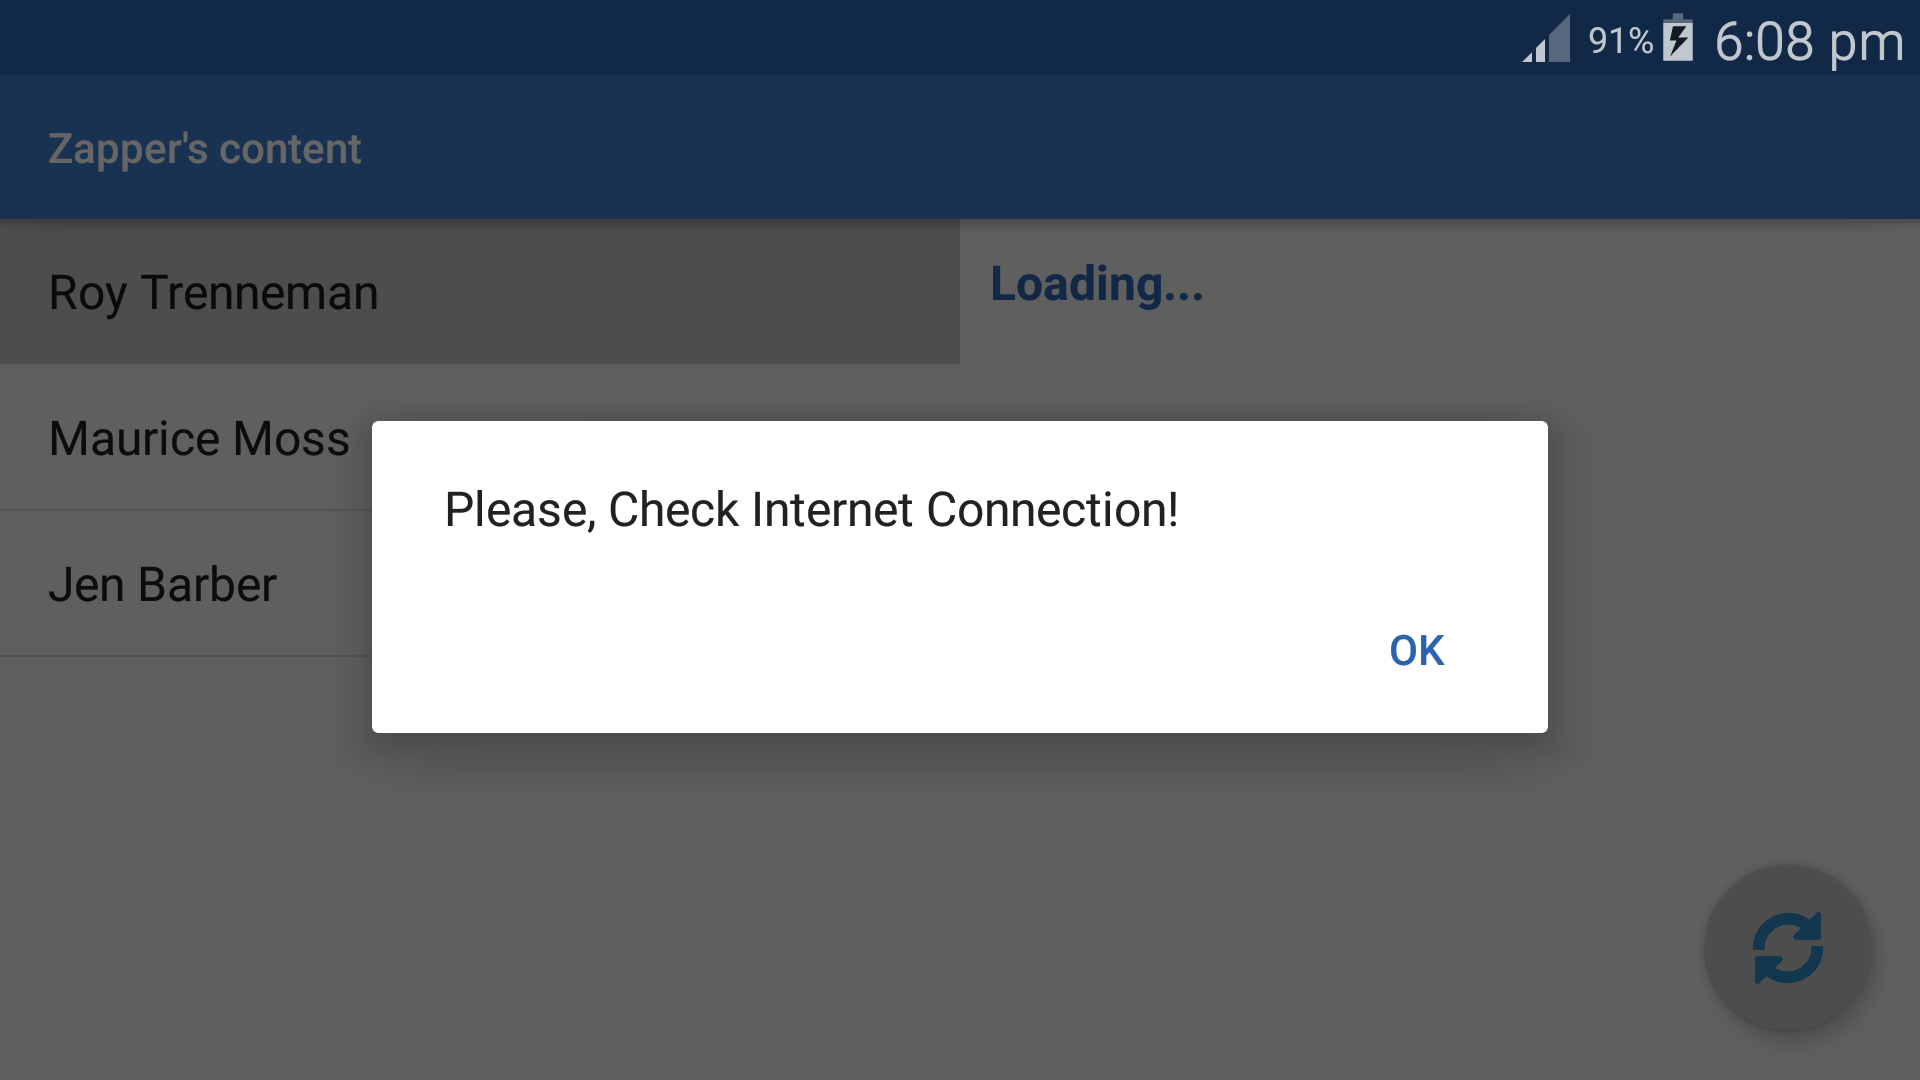 91% 6:08 pm
Zapper's content
Roy Trenneman
Loading...
Maurice Moss
Jen Barber
Please, Check Internet Connection!
OK